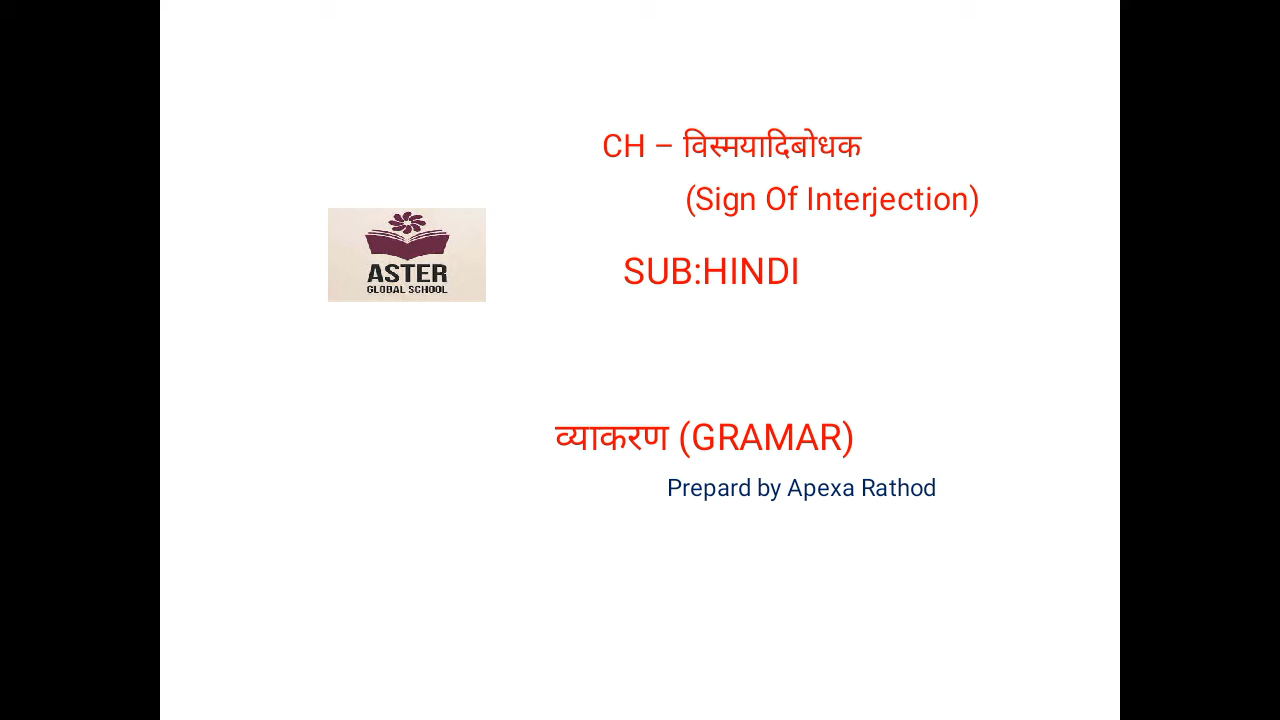 CH – विस्मयादिबोधक
(Sign Of Interjection)
ASTER
GLOBAL SCHOOL
SUB:HINDI
व्याकरण (GRAMAR)
Prepard by Apexa Rathod